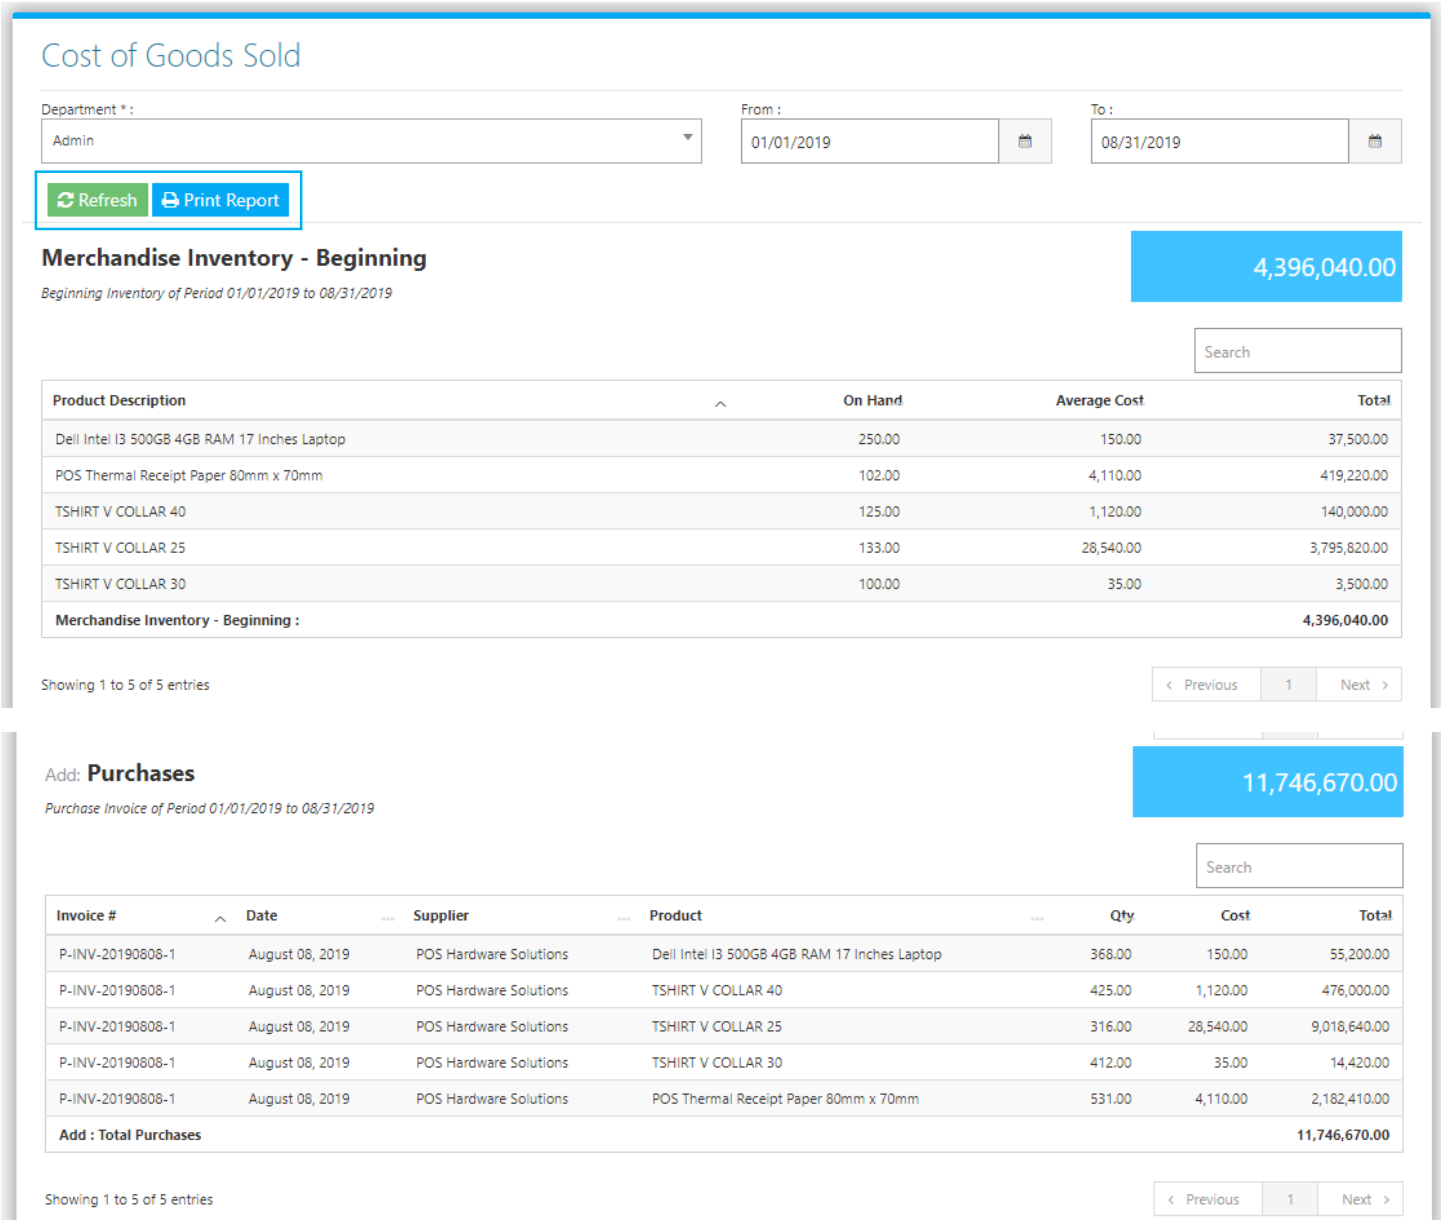 Cost of Goods Sold
Department * : From : To :
Admin 01/01/2019 08/31/2019
Refresh Print Report
Merchandise Inventory - Beginning 4,396,040.00
Beginning Inventory of Period 01/01/2019 to 08/31/2019
Search
Product Description On Hand Average Cost Total
Dell Intel I3 500GB 4GB RAM 17 Inches Laptop 250.00 150.00 37,500.00
POS Thermal Receipt Paper 80mm x 70mm 102.00 4,110.00 419,220.00
TSHIRT V COLLAR 40 125.00 1,120.00 140,000.00
TSHIRT V COLLAR 25 133.00 28,540.00 3,795,820.00
TSHIRT V COLLAR 30 100.00 35.00 3,500.00
Merchandise Inventory - Beginning : 4,396,040.00
Showing 1 to 5 of 5 entries < Previous 1 Next >
Add: Purchases 11,746,670.00
Purchase Invoice of Period 01/01/2019 to 08/31/2019
Search
Invoice # Date Supplier Product Qty Cost Total
P-INV-20190808-1 August 08, 2019 POS Hardware Solutions Dell Intel I3 500GB 4GB RAM 17 Inches Laptop 368.00 150.00 55,200.00
P-INV-20190808-1 August 08, 2019 POS Hardware Solutions TSHIRT V COLLAR 40 425.00 1,120.00 476,000.00
P-INV-20190808-1 August 08, 2019 POS Hardware Solutions TSHIRT V COLLAR 25 316.00 28,540.00 9,018,640.00
P-INV-20190808-1 August 08, 2019 POS Hardware Solutions TSHIRT V COLLAR 30 412.00 35.00 14,420.00
P-INV-20190808-1 August 08, 2019 POS Hardware Solutions POS Thermal Receipt Paper 80mm x 70mm 531.00 4,110.00 2,182,410.00
Add : Total Purchases 11,746,670.00
Showing 1 to 5 of 5 entries < Previous 1 Next >